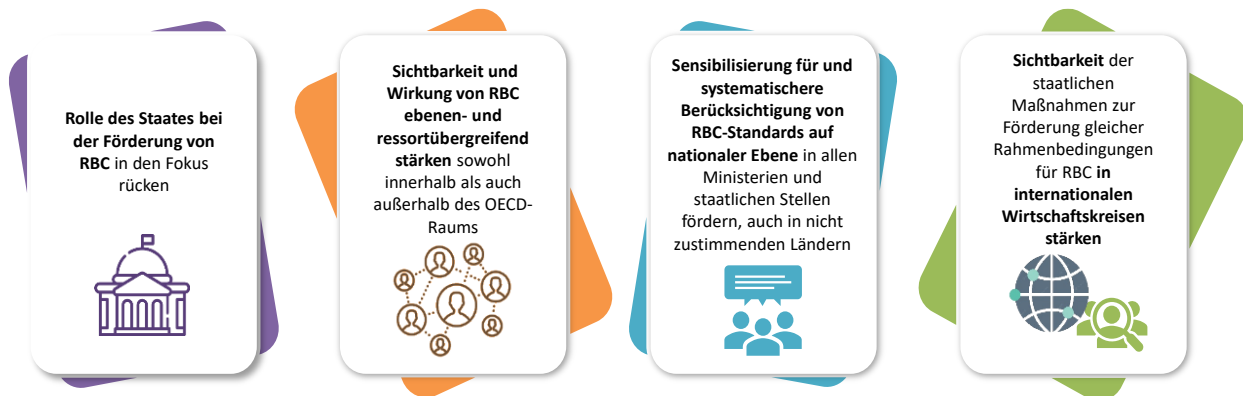 Rolle des Staates bei
der Förderung von
RBC in den Fokus
rücken
Sichtbarkeit und
Wirkung von RBC
ebenen- und
ressortübergreifend
stärken sowohl
innerhalb als auch
außerhalb des OECD-
Raums
Sensibilisierung für und
systematischere
Berücksichtigung von
RBC-Standards auf
nationaler Ebene in allen
Ministerien und
staatlichen Stellen
fördern, auch in nicht
zustimmenden Ländern
Sichtbarkeit der
staatlichen
Maßnahmen zur
Förderung gleicher
Rahmenbedingungen
für RBC in
internationalen
Wirtschaftskreisen
stärken